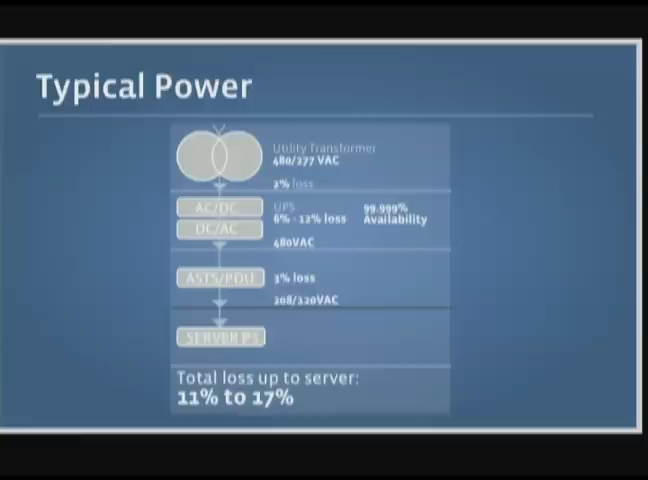 Typical Power
Utility Transformer
480/277 VAC
2% loss
AC/DC
DC/AC
UPS
6% - 12% loss
480VAC
99.999%
Availability
ASTS/PDU
3% loss
208/120VAC
SERVER PS
Total loss up to server:
11% to 17%